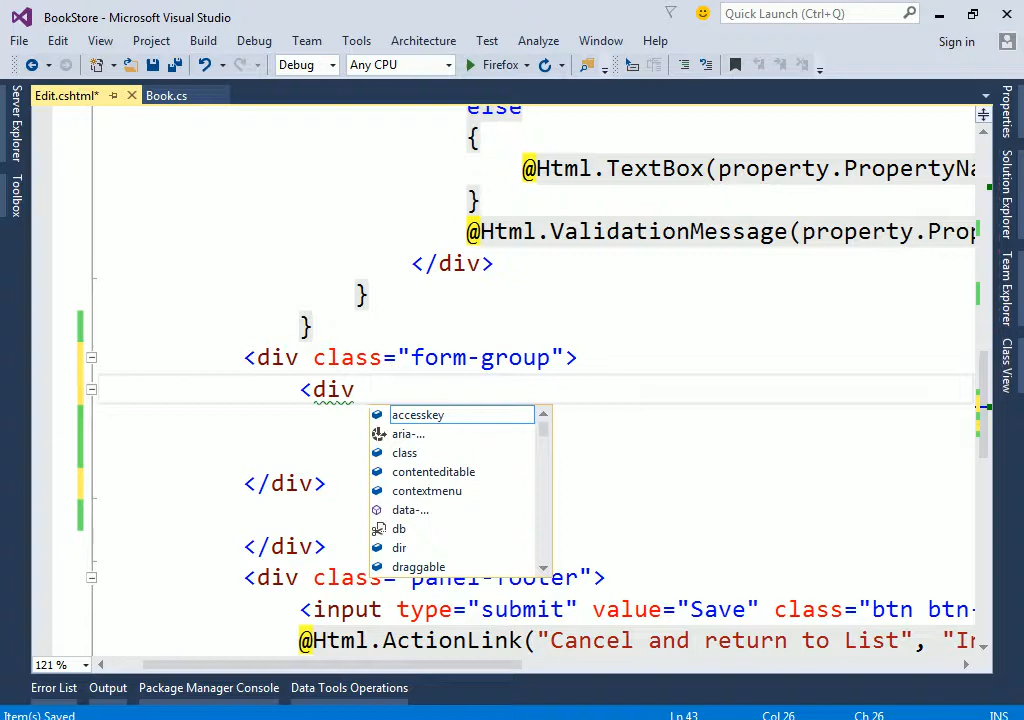 BookStore - Microsoft Visual Studio
Quick Launch (Ctrl+Q)
File Edit View Project Build Debug Team Tools Architecture Test Analyze Window Help
Sign in
Debug Any CPU Firefox
Edit.cshtml* Book.cs
Server Explorer
Toolbox
Properties
Solution Explorer
Team Explorer
Class View
else
{
@Html.TextBox(property.PropertyNa
}
@Html.ValidationMessage(property.Prop
</div>
}
}
<div class="form-group">
<div
accesskey
aria-...
class
contenteditable
contextmenu
data-...
db
dir
draggable
</div>
</div>
<div class="panel-footer">
<input type="submit" value="Save" class="btn btn-
@Html.ActionLink("Cancel and return to List", "In
121 %
Error List Output Package Manager Console Data Tools Operations
Item(s) Saved Ln 43 Col 26 Ch 26 INS